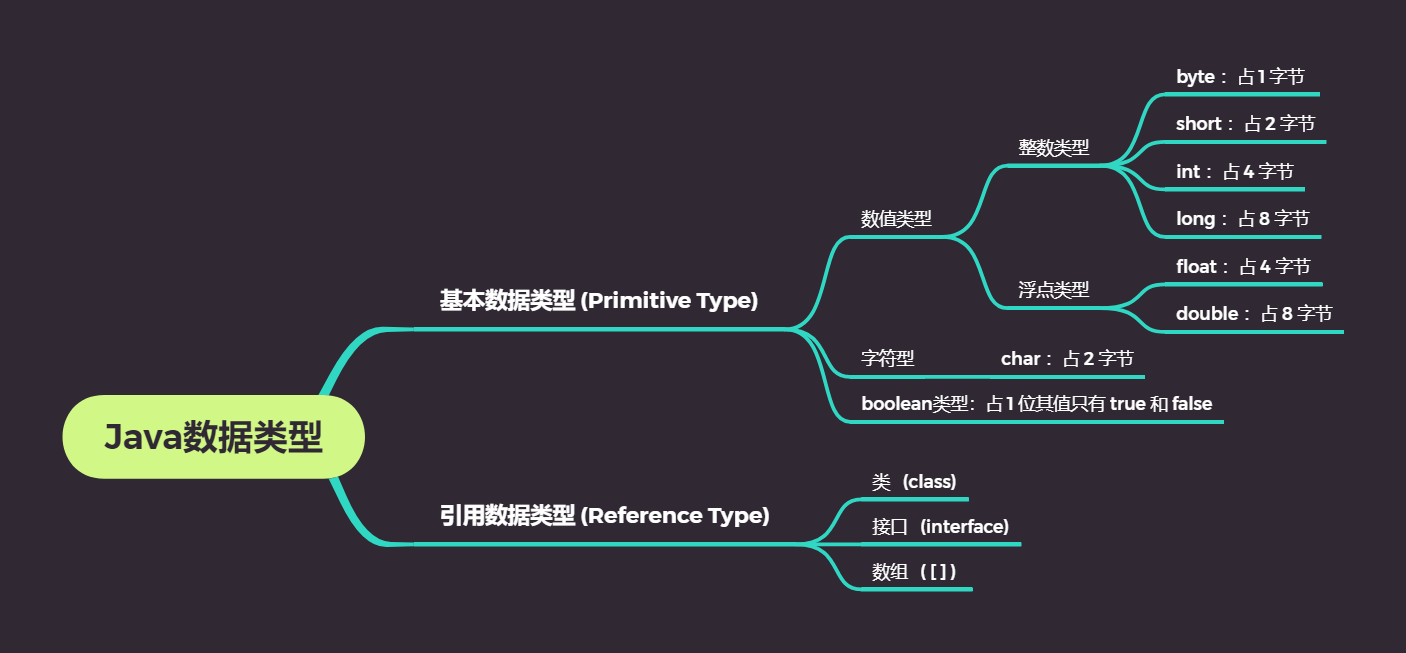 Java数据类型
基本数据类型 (Primitive Type)
数值类型
整数类型
byte： 占 1 字节
short： 占 2 字节
int： 占 4 字节
long： 占 8 字节
浮点类型
float： 占 4 字节
double： 占 8 字节
字符型
char： 占 2 字节
boolean类型：占 1 位其值只有 true 和 false
引用数据类型 (Reference Type)
类（class)
接口（interface)
数组（ [ ] )